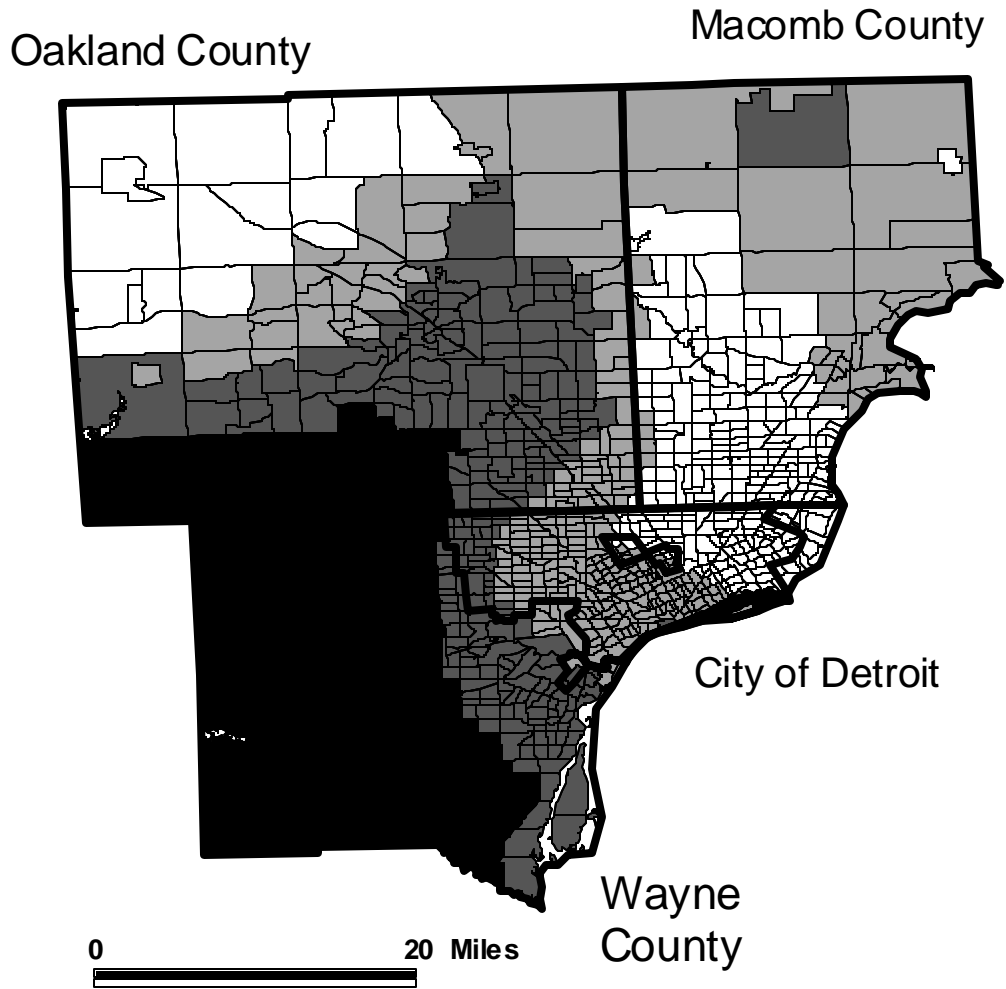 Macomb County
Oakland County
City of Detroit
Wayne
County
0 20 Miles